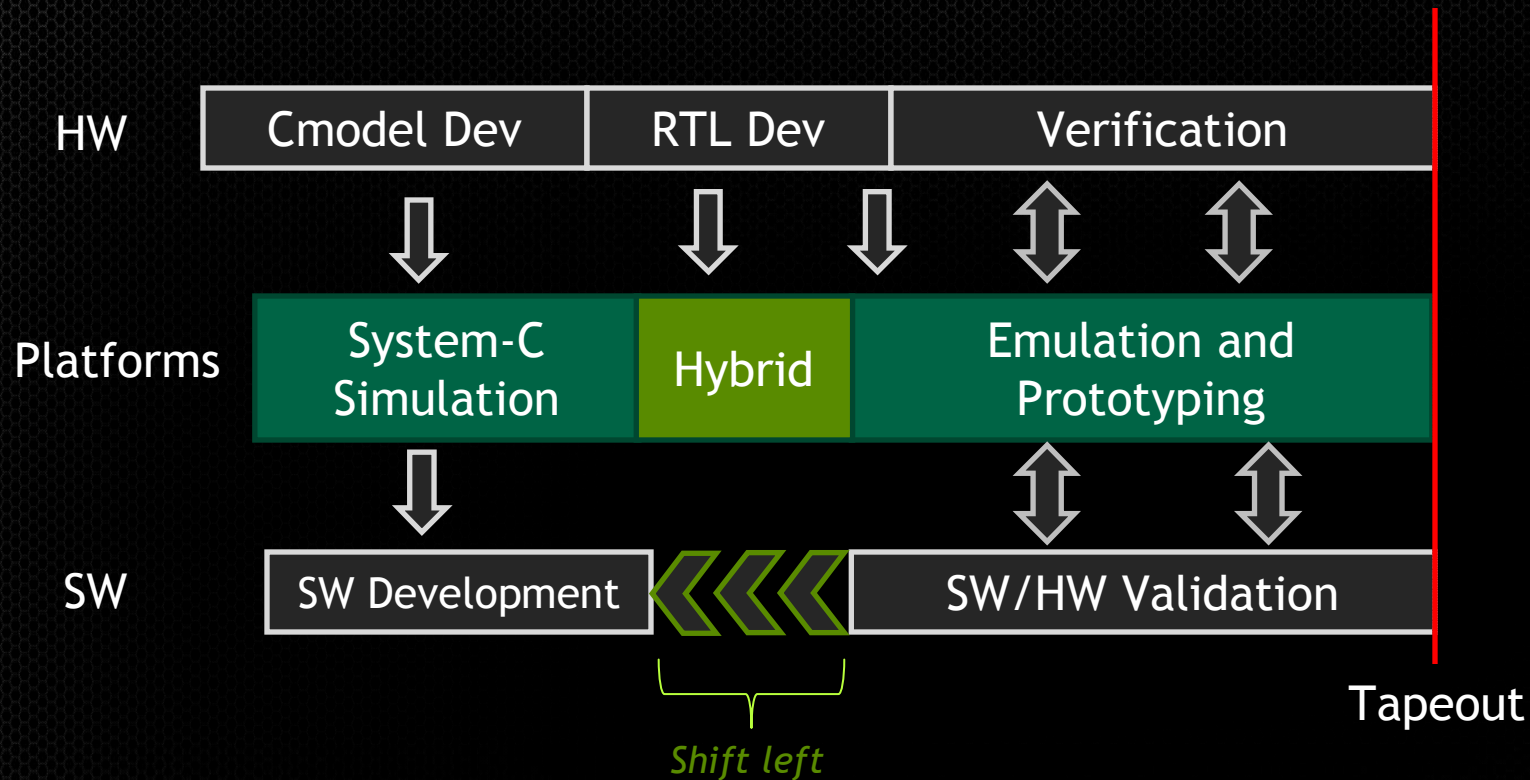 HW
Cmodel Dev
RTL Dev
Verification
Platforms
System-C
Simulation
Hybrid
Emulation and
Prototyping
SW
SW Development
SW/HW Validation
Tapeout
Shift left